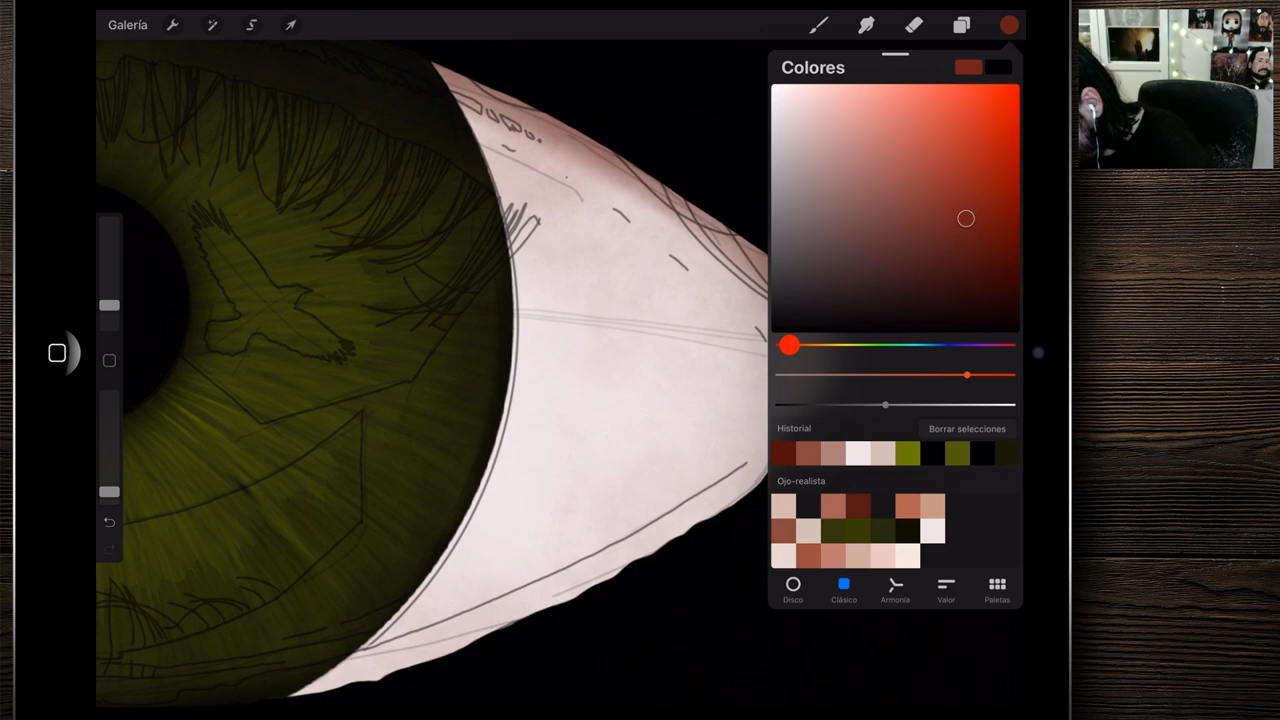 Galería
Colores
Historial
Borrar selecciones
Ojo-realista
Disco
Clásico
Armonía
Valor
Paletas